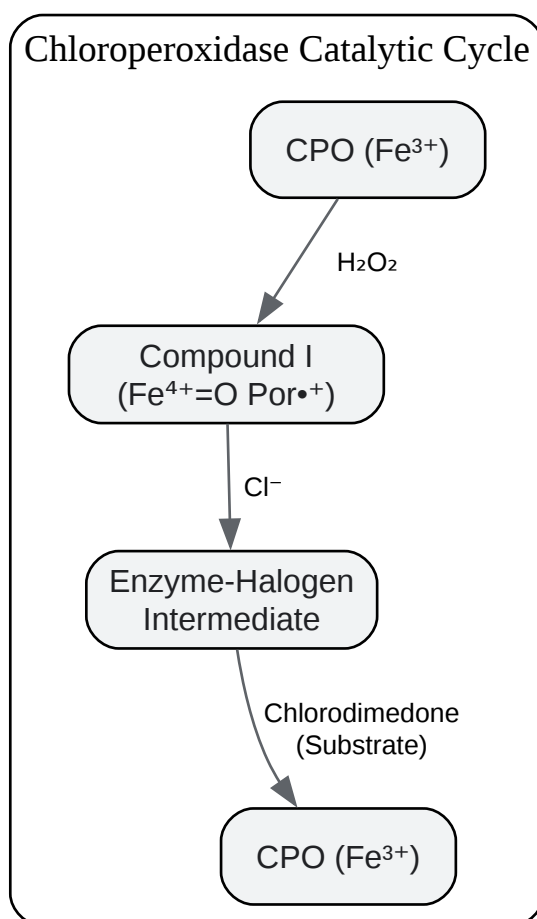 Chloroperoxidase Catalytic Cycle
CPO (Fe³⁺)
H₂O₂
Compound I
(Fe⁴⁺=O Por•⁺)
Cl⁻
Enzyme-Halogen
Intermediate
Chlorodimedone
(Substrate)
CPO (Fe³⁺)